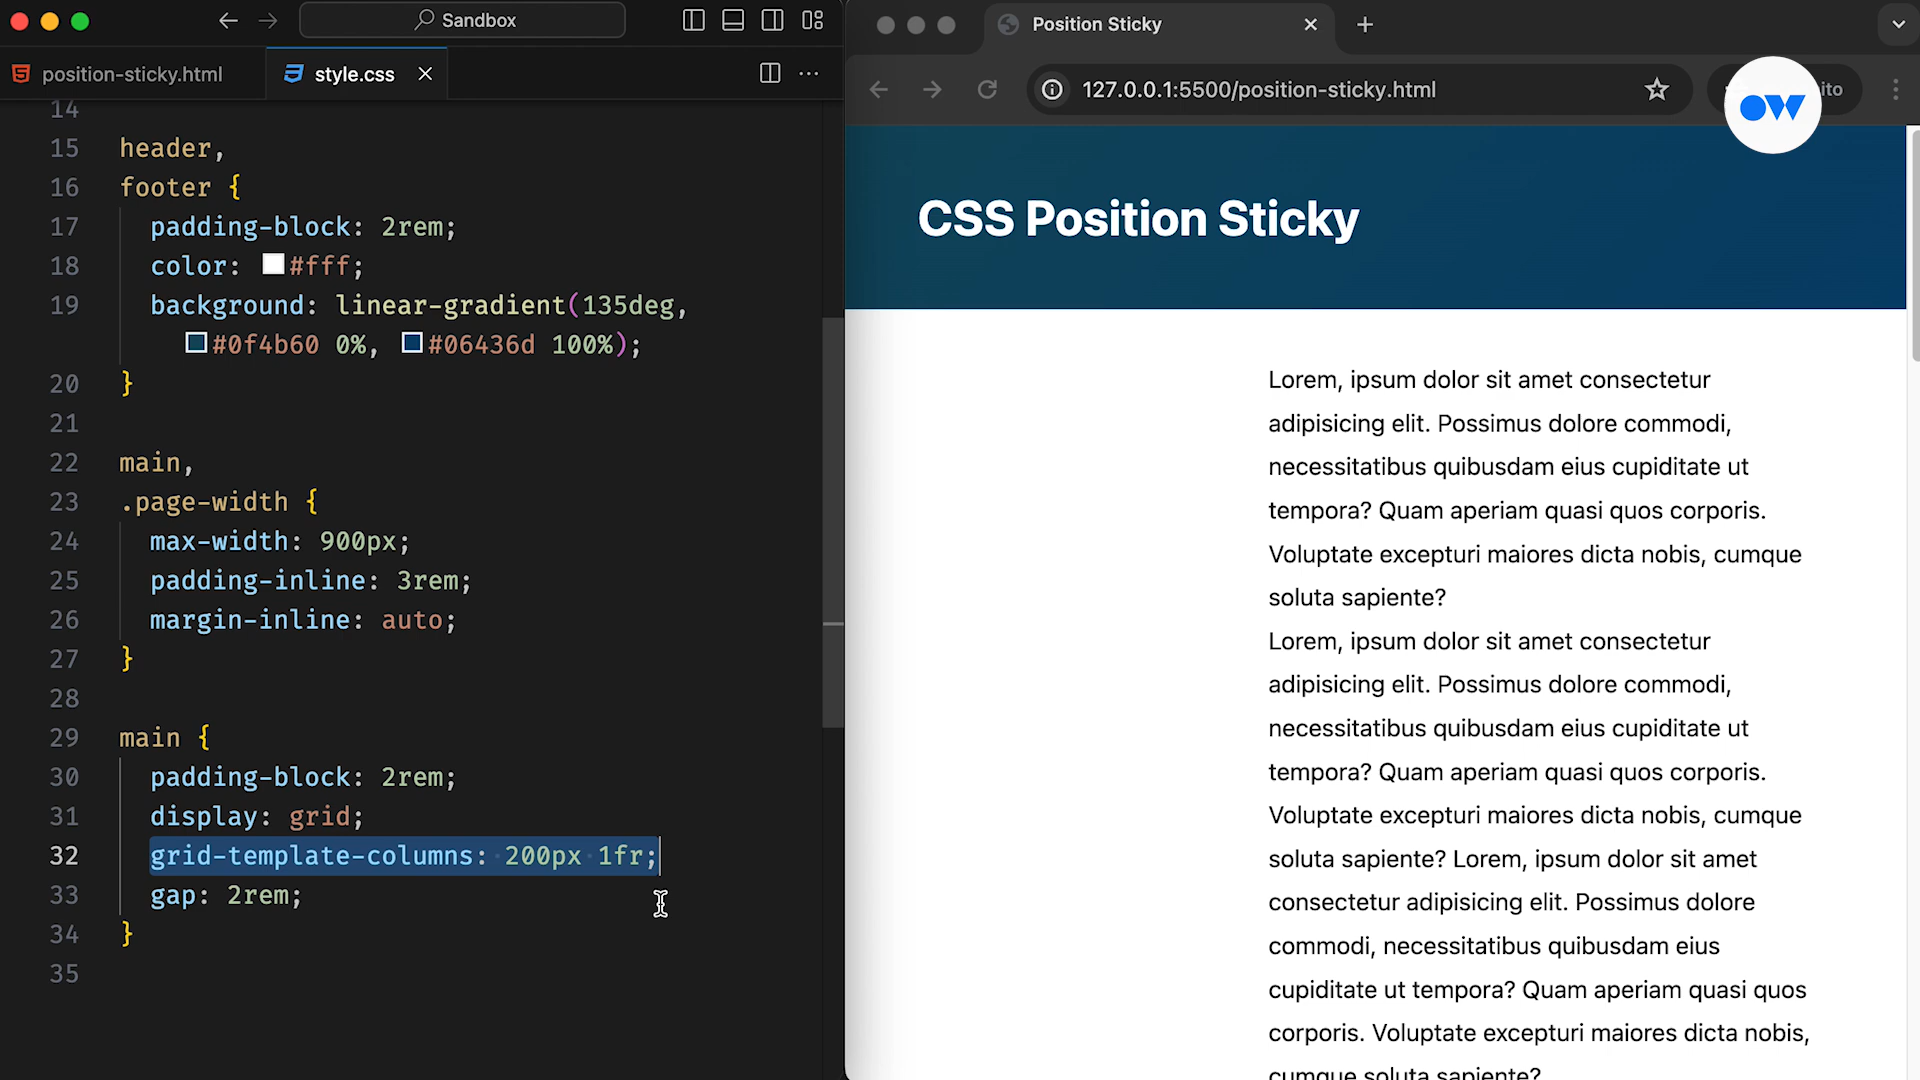 Sandbox
position-sticky.html
style.css
14
15 header,
16 footer {
17 padding-block: 2rem;
18 color: #fff;
19 background: linear-gradient(135deg,
#0f4b60 0%, #06436d 100%);
20 }
21
22 main,
23 .page-width {
24 max-width: 900px;
25 padding-inline: 3rem;
26 margin-inline: auto;
27 }
28
29 main {
30 padding-block: 2rem;
31 display: grid;
32 grid-template-columns: 200px 1fr;
33 gap: 2rem;
34 }
35
Position Sticky
127.0.0.1:5500/position-sticky.html
ito
OW
CSS Position Sticky
Lorem, ipsum dolor sit amet consectetur
adipisicing elit. Possimus dolore commodi,
necessitatibus quibusdam eius cupiditate ut
tempora? Quam aperiam quasi quos corporis.
Voluptate excepturi maiores dicta nobis, cumque
soluta sapiente?
Lorem, ipsum dolor sit amet consectetur
adipisicing elit. Possimus dolore commodi,
necessitatibus quibusdam eius cupiditate ut
tempora? Quam aperiam quasi quos corporis.
Voluptate excepturi maiores dicta nobis, cumque
soluta sapiente? Lorem, ipsum dolor sit amet
consectetur adipisicing elit. Possimus dolore
commodi, necessitatibus quibusdam eius
cupiditate ut tempora? Quam aperiam quasi quos
corporis. Voluptate excepturi maiores dicta nobis,
cumque soluta sapiente?